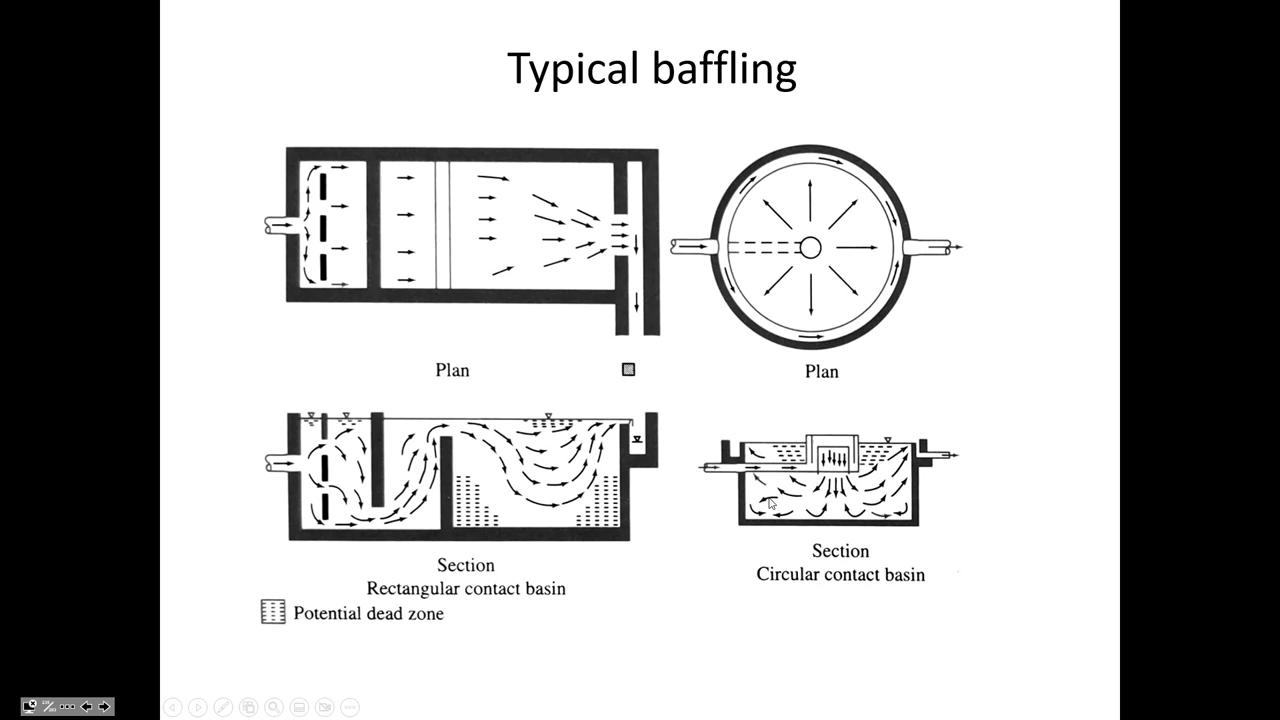 Typical baffling
Plan
Plan
Section
Rectangular contact basin
Section
Circular contact basin
Potential dead zone